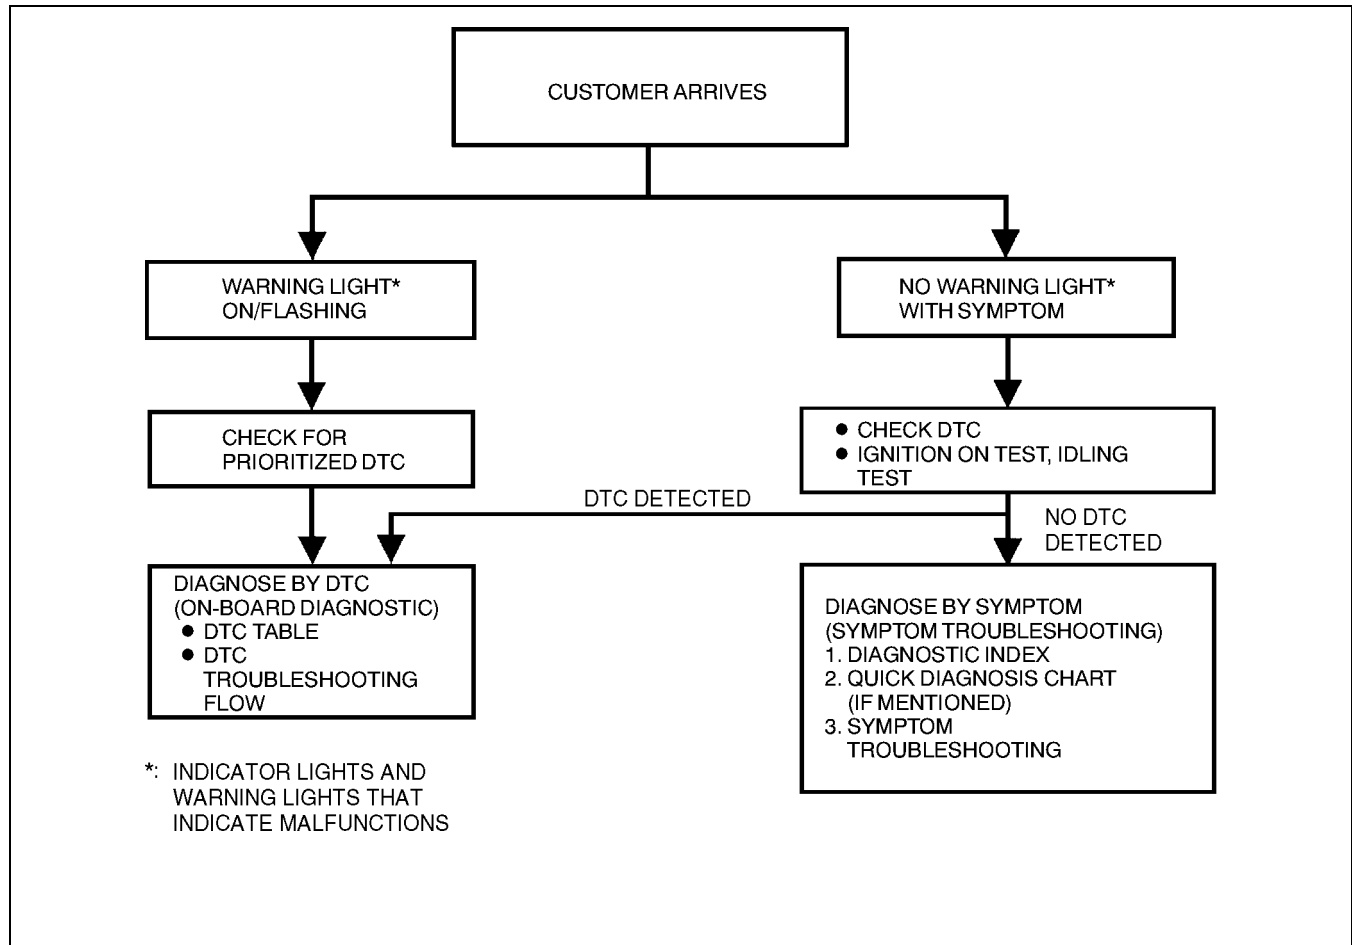 CUSTOMER ARRIVES
WARNING LIGHT*
ON/FLASHING
NO WARNING LIGHT*
WITH SYMPTOM
CHECK FOR
PRIORITIZED DTC
● CHECK DTC
● IGNITION ON TEST, IDLING
TEST
DTC DETECTED
NO DTC
DETECTED
DIAGNOSE BY DTC
(ON-BOARD DIAGNOSTIC)
● DTC TABLE
● DTC
TROUBLESHOOTING
FLOW
DIAGNOSE BY SYMPTOM
(SYMPTOM TROUBLESHOOTING)
1. DIAGNOSTIC INDEX
2. QUICK DIAGNOSIS CHART
(IF MENTIONED)
3. SYMPTOM
TROUBLESHOOTING
*: INDICATOR LIGHTS AND
WARNING LIGHTS THAT
INDICATE MALFUNCTIONS